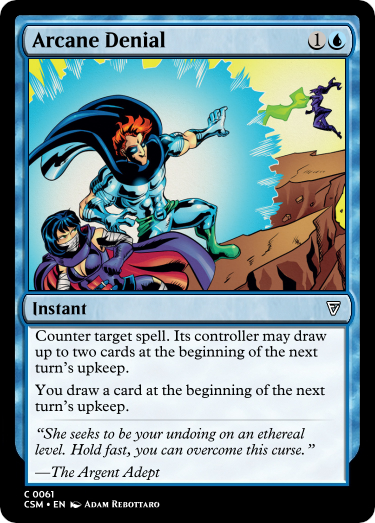 Arcane Denial 1
Instant
Counter target spell. Its controller may draw
up to two cards at the beginning of the next
turn's upkeep.
You draw a card at the beginning of the next
turn's upkeep.
"She seeks to be your undoing on an ethereal
level. Hold fast, you can overcome this curse."
—The Argent Adept
C 0061
CSM • EN Adam Rebottaro